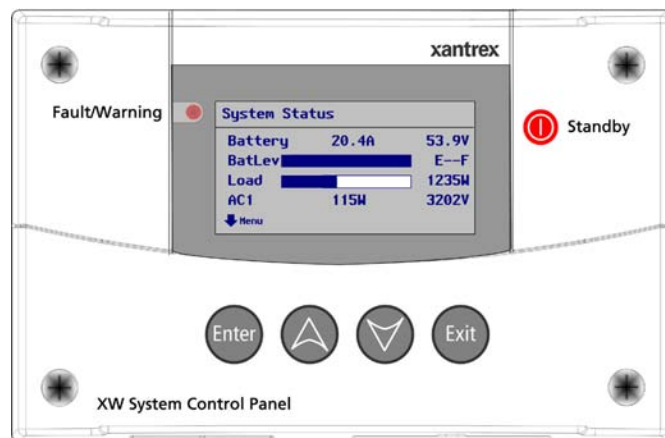 xantrex
Fault/Warning
System Status
Battery 20.4A 53.9V
BatLev E--F
Load 1235W
AC1 115W 3202V
Menu
Standby
Enter Exit
XW System Control Panel